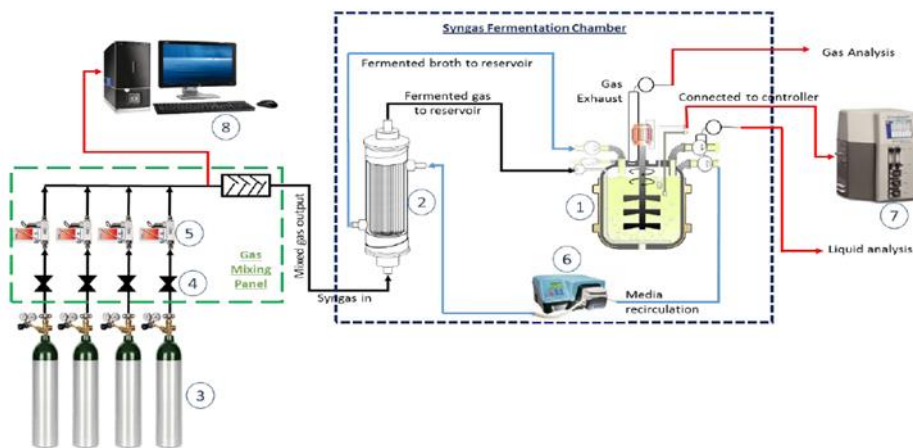 Syngas Fermentation Chamber
Fermented broth to reservoir
Gas
Exhaust
Gas Analysis
Fermented gas
to reservoir
Connected to controller
8
2
1
7
5
Gas
Mixing
Panel
Mixed gas output
6
Liquid analysis
4
Syngas in
Media
recirculation
3